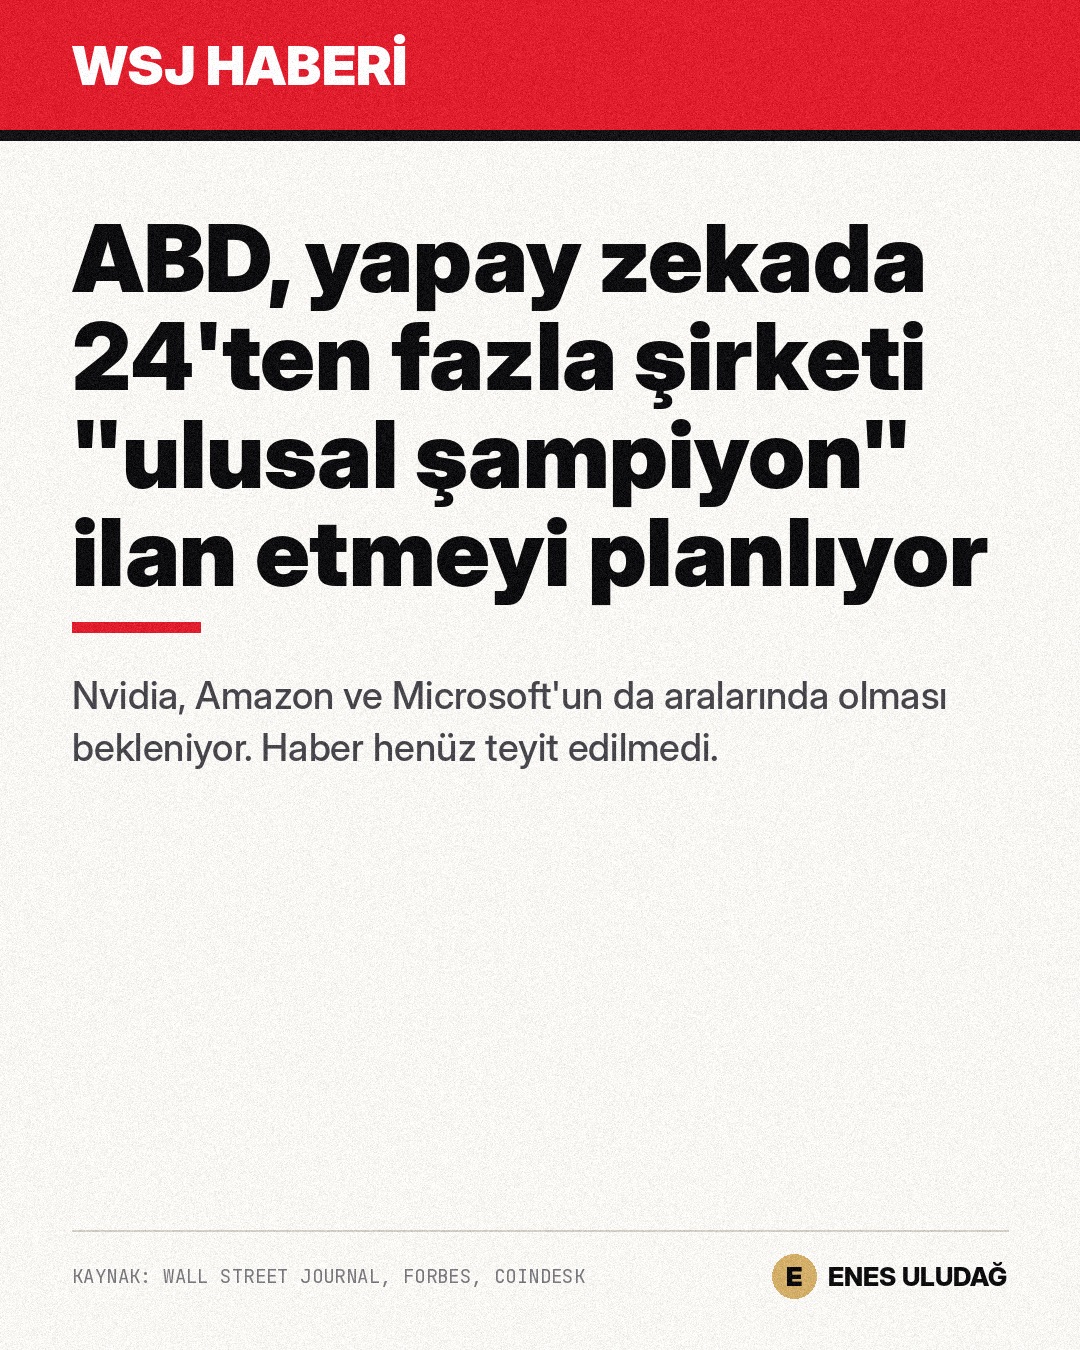 WSJ HABERİ
ABD, yapay zekada
24'ten fazla şirketi
"ulusal şampiyon"
ilan etmeyi planlıyor
Nvidia, Amazon ve Microsoft'un da aralarında olması
bekleniyor. Haber henüz teyit edilmedi.
KAYNAK: WALL STREET JOURNAL, FORBES, COINDESK
E ENES ULUDAĞ